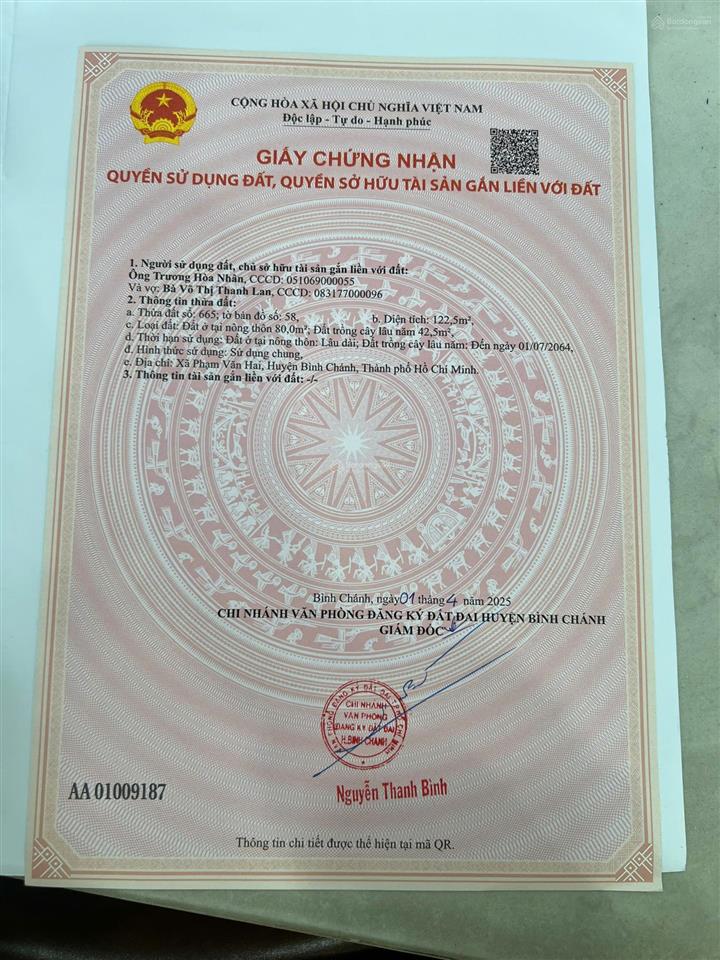 Batdongsan
CỘNG HÒA XÃ HỘI CHỦ NGHĨA VIỆT NAM
Độc lập - Tự do - Hạnh phúc
GIẤY CHỨNG NHẬN
QUYỀN SỬ DỤNG ĐẤT, QUYỀN SỞ HỮU TÀI SẢN GẮN LIỀN VỚI ĐẤT
1. Người sử dụng đất, chủ sở hữu tài sản gắn liền với đất:
Ông Trương Hòa Nhân, CCCD: 051069000055
Và vợ: Bà Võ Thị Thanh Lan, CCCD: 083177000096
2. Thông tin thửa đất:
a. Thửa đất số: 665; tờ bản đồ số: 58, b. Diện tích: 122,5m²,
c. Loại đất: Đất ở tại nông thôn 80,0m²; Đất trồng cây lâu năm 42,5m²,
d. Thời hạn sử dụng: Đất ở tại nông thôn: Lâu dài; Đất trồng cây lâu năm: Đến ngày 01/07/2064,
đ. Hình thức sử dụng: Sử dụng chung,
e. Địa chỉ: Xã Phạm Văn Hai, Huyện Bình Chánh, Thành phố Hồ Chí Minh.
3. Thông tin tài sản gắn liền với đất: -/-
Bình Chánh, ngày 01 tháng 4 năm 2025
CHI NHÁNH VĂN PHÒNG ĐĂNG KÝ ĐẤT ĐAI HUYỆN BÌNH CHÁNH
GIÁM ĐỐC
CHI NHÁNH
VĂN PHÒNG
ĐĂNG KÝ ĐẤT ĐAI
H.BÌNH CHÁNH
Nguyễn Thanh Bình
AA 01009187
Thông tin chi tiết được thể hiện tại mã QR.